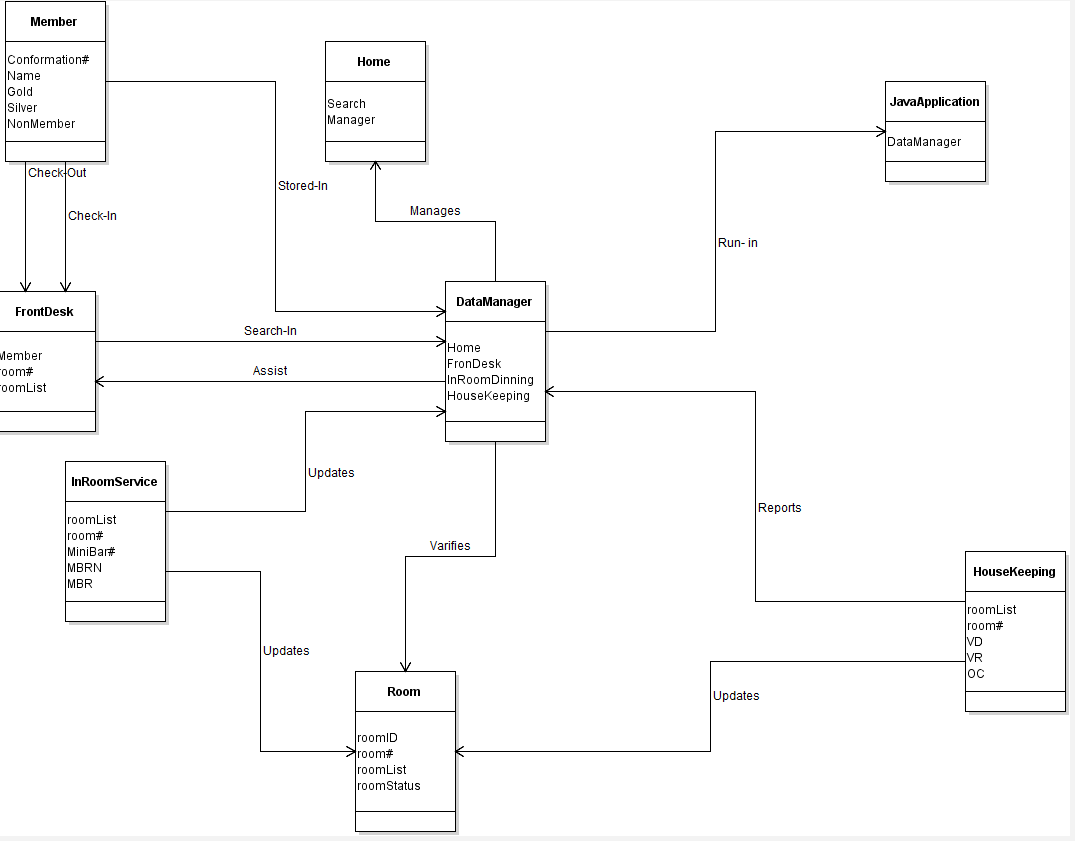 Member
Conformation#
Name
Gold
Silver
NonMember
Home
Search
Manager
JavaApplication
DataManager
Check-Out
Check-In
Stored-In
Manages
Run- in
FrontDesk
Member
room#
roomList
Search-In
Assist
DataManager
Home
FronDesk
InRoomDinning
HouseKeeping
InRoomService
roomList
room#
MiniBar#
MBRN
MBR
Updates
Varifies
Reports
HouseKeeping
roomList
room#
VD
VR
OC
Updates
Updates
Room
roomID
room#
roomList
roomStatus